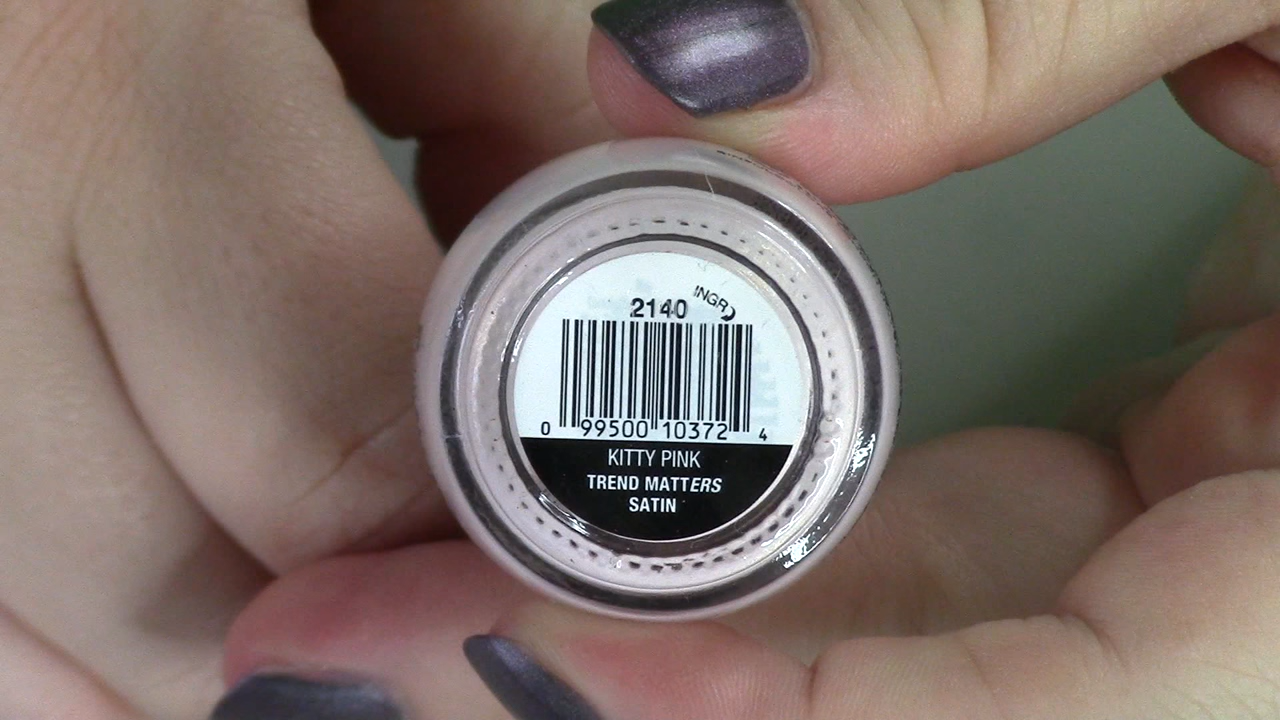 2140
INGR
0 99500 10372 4
KITTY PINK
TREND MATTERS
SATIN